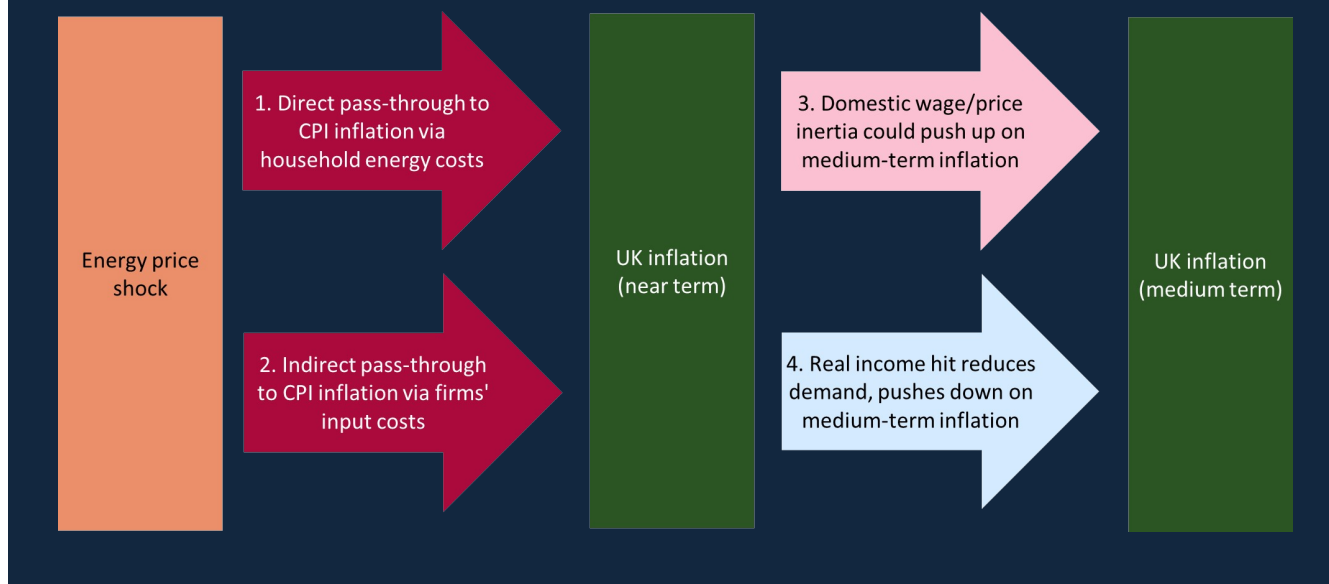 Energy price
shock
1. Direct pass-through to
CPI inflation via
household energy costs
2. Indirect pass-through
to CPI inflation via firms'
input costs
UK inflation
(near term)
3. Domestic wage/price
inertia could push up on
medium-term inflation
4. Real income hit reduces
demand, pushes down on
medium-term inflation
UK inflation
(medium term)